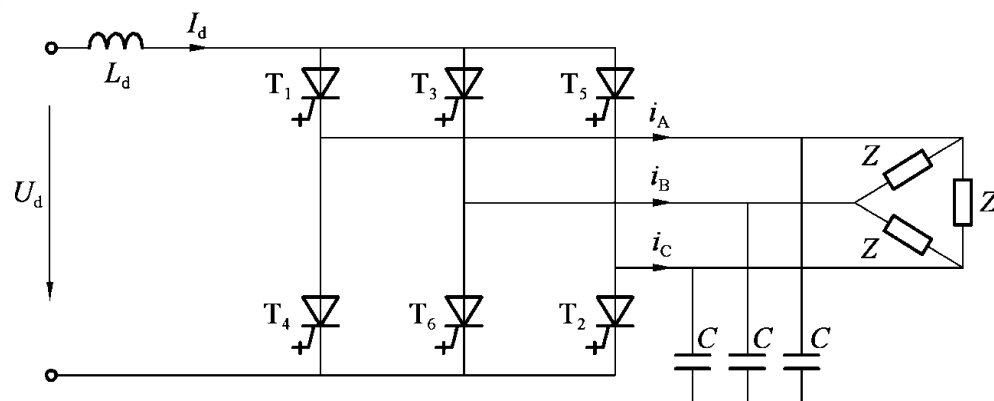 I_d
L_d
T_1 T_3 T_5
i_A
Z
i_B
U_d
Z
i_C
Z
T_4 T_6 T_2
C C C